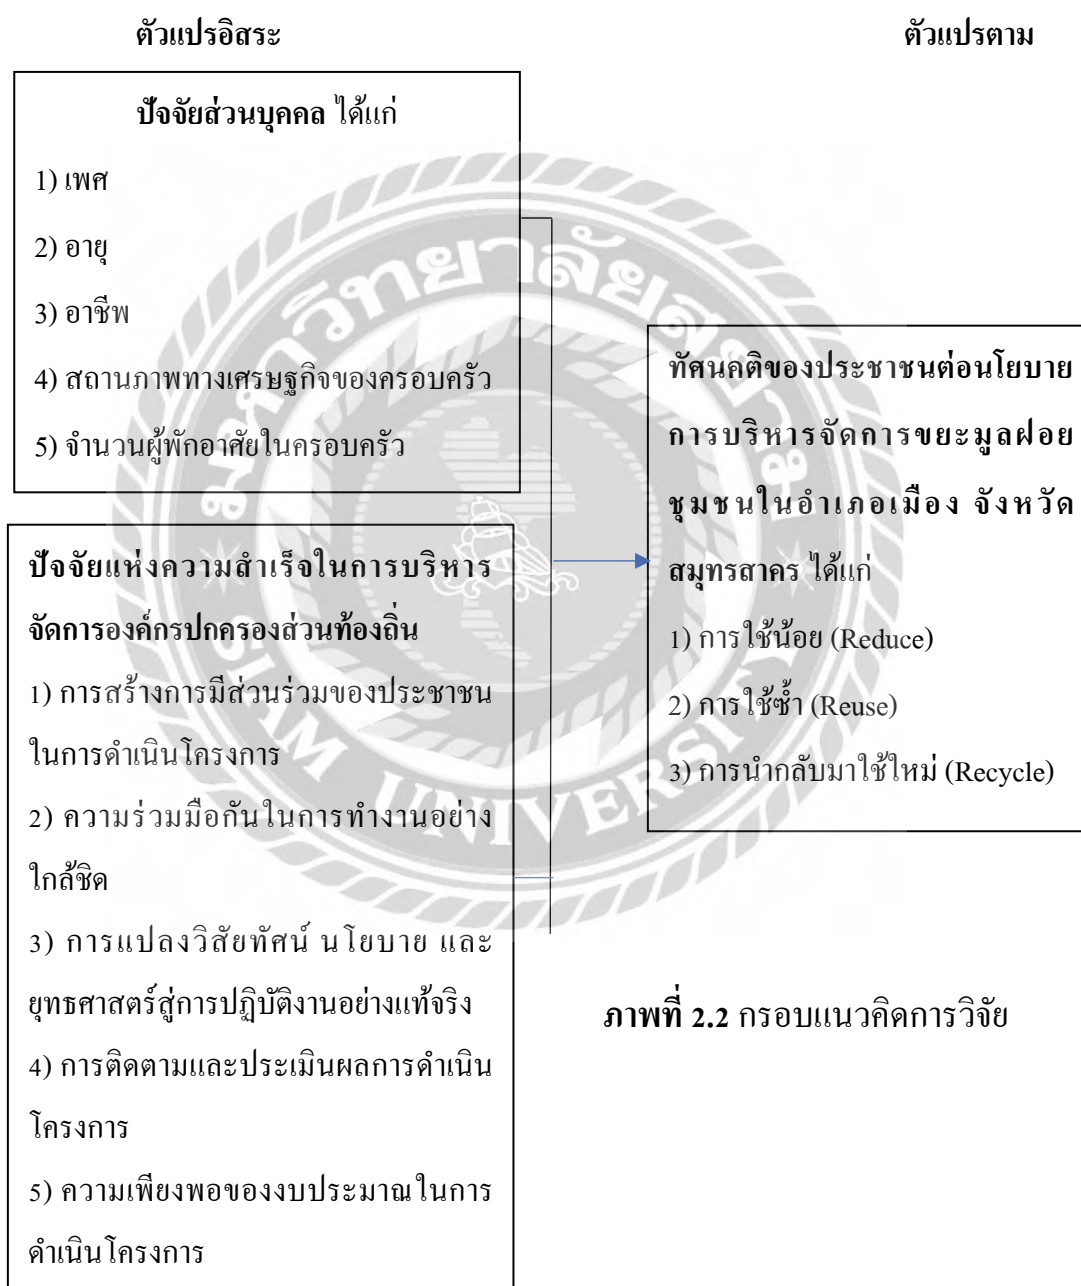 ตัวแปรอิสระ
ตัวแปรตาม
ปัจจัยส่วนบุคคล ได้แก่
1) เพศ
2) อายุ
3) อาชีพ
4) สถานภาพทางเศรษฐกิจของครอบครัว
5) จำนวนผู้พักอาศัยในครอบครัว
ปัจจัยแห่งความสำเร็จในการบริหาร
จัดการองค์กรปกครองส่วนท้องถิ่น
1) การสร้างการมีส่วนร่วมของประชาชน
ในการดำเนินโครงการ
2) ความร่วมมือกันในการทำงานอย่าง
ใกล้ชิด
3) การแปลงวิสัยทัศน์ นโยบาย และ
ยุทธศาสตร์สู่การปฏิบัติงานอย่างแท้จริง
4) การติดตามและประเมินผลการดำเนิน
โครงการ
5) ความเพียงพอของงบประมาณในการ
ดำเนินโครงการ
ทัศนคติของประชาชนต่อนโยบาย
การบริหารจัดการขยะมูลฝอย
ชุมชนในอำเภอเมือง จังหวัด
สมุทรสาคร ได้แก่
1) การใช้น้อย (Reduce)
2) การใช้ซ้ำ (Reuse)
3) การนำกลับมาใช้ใหม่ (Recycle)
ภาพที่ 2.2 กรอบแนวคิดการวิจัย
มหาวิทยาลัยสยาม
SIAM UNIVERSITY